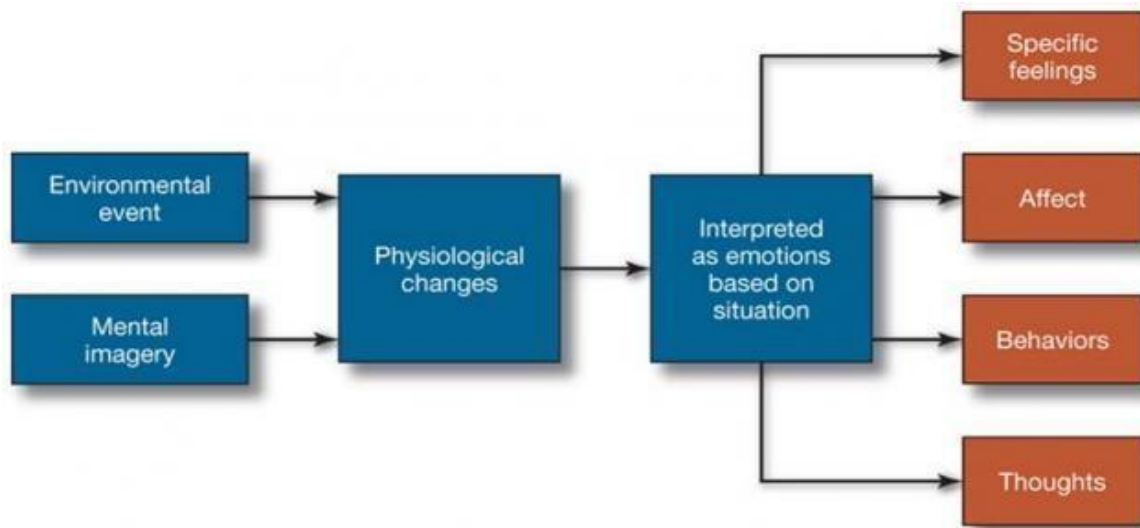 Environmental
event
Mental
imagery
Physiological
changes
Interpreted
as emotions
based on
situation
Specific
feelings
Affect
Behaviors
Thoughts